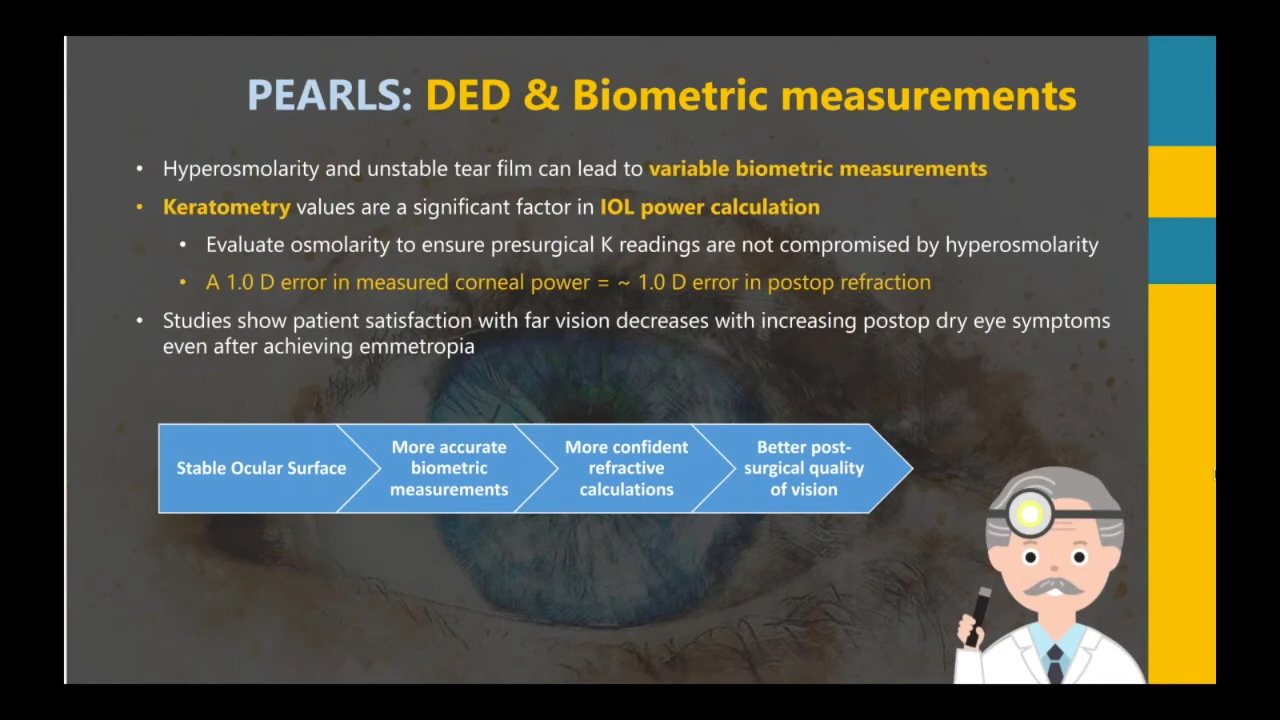 PEARLS: DED & Biometric measurements
• Hyperosmolarity and unstable tear film can lead to variable biometric measurements
• Keratometry values are a significant factor in IOL power calculation
• Evaluate osmolarity to ensure presurgical K readings are not compromised by hyperosmolarity
• A 1.0 D error in measured corneal power = ~ 1.0 D error in postop refraction
• Studies show patient satisfaction with far vision decreases with increasing postop dry eye symptoms
even after achieving emmetropia
Stable Ocular Surface
More accurate
biometric
measurements
More confident
refractive
calculations
Better post-
surgical quality
of vision